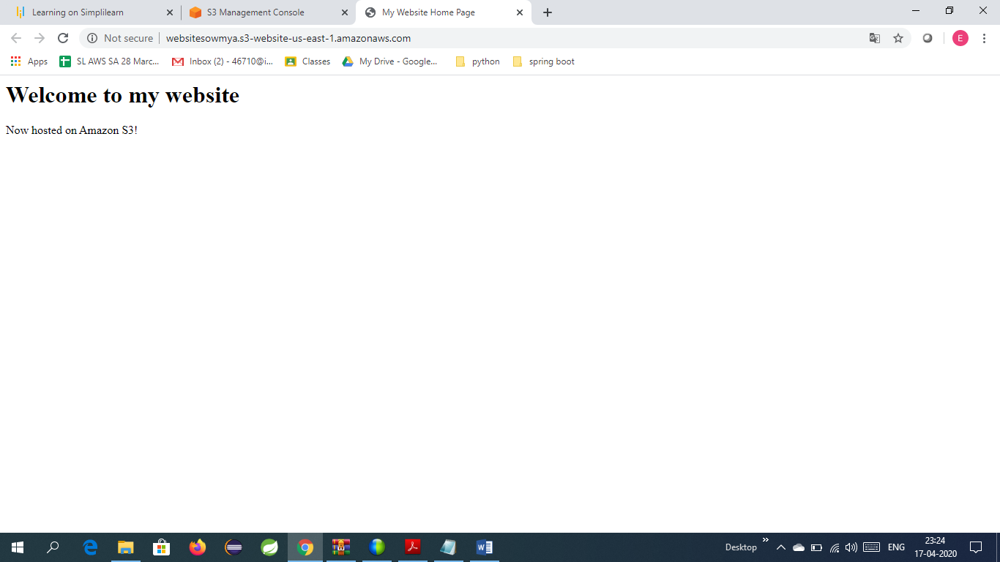 Learning on Simplilearn
S3 Management Console
My Website Home Page
Not secure
websitesowmya.s3-website-us-east-1.amazonaws.com
E
Apps
SL AWS SA 28 Marc...
Inbox (2) - 46710@i...
Classes
My Drive - Google...
python
spring boot
Welcome to my website
Now hosted on Amazon S3!
Desktop
ENG
23:24
17-04-2020